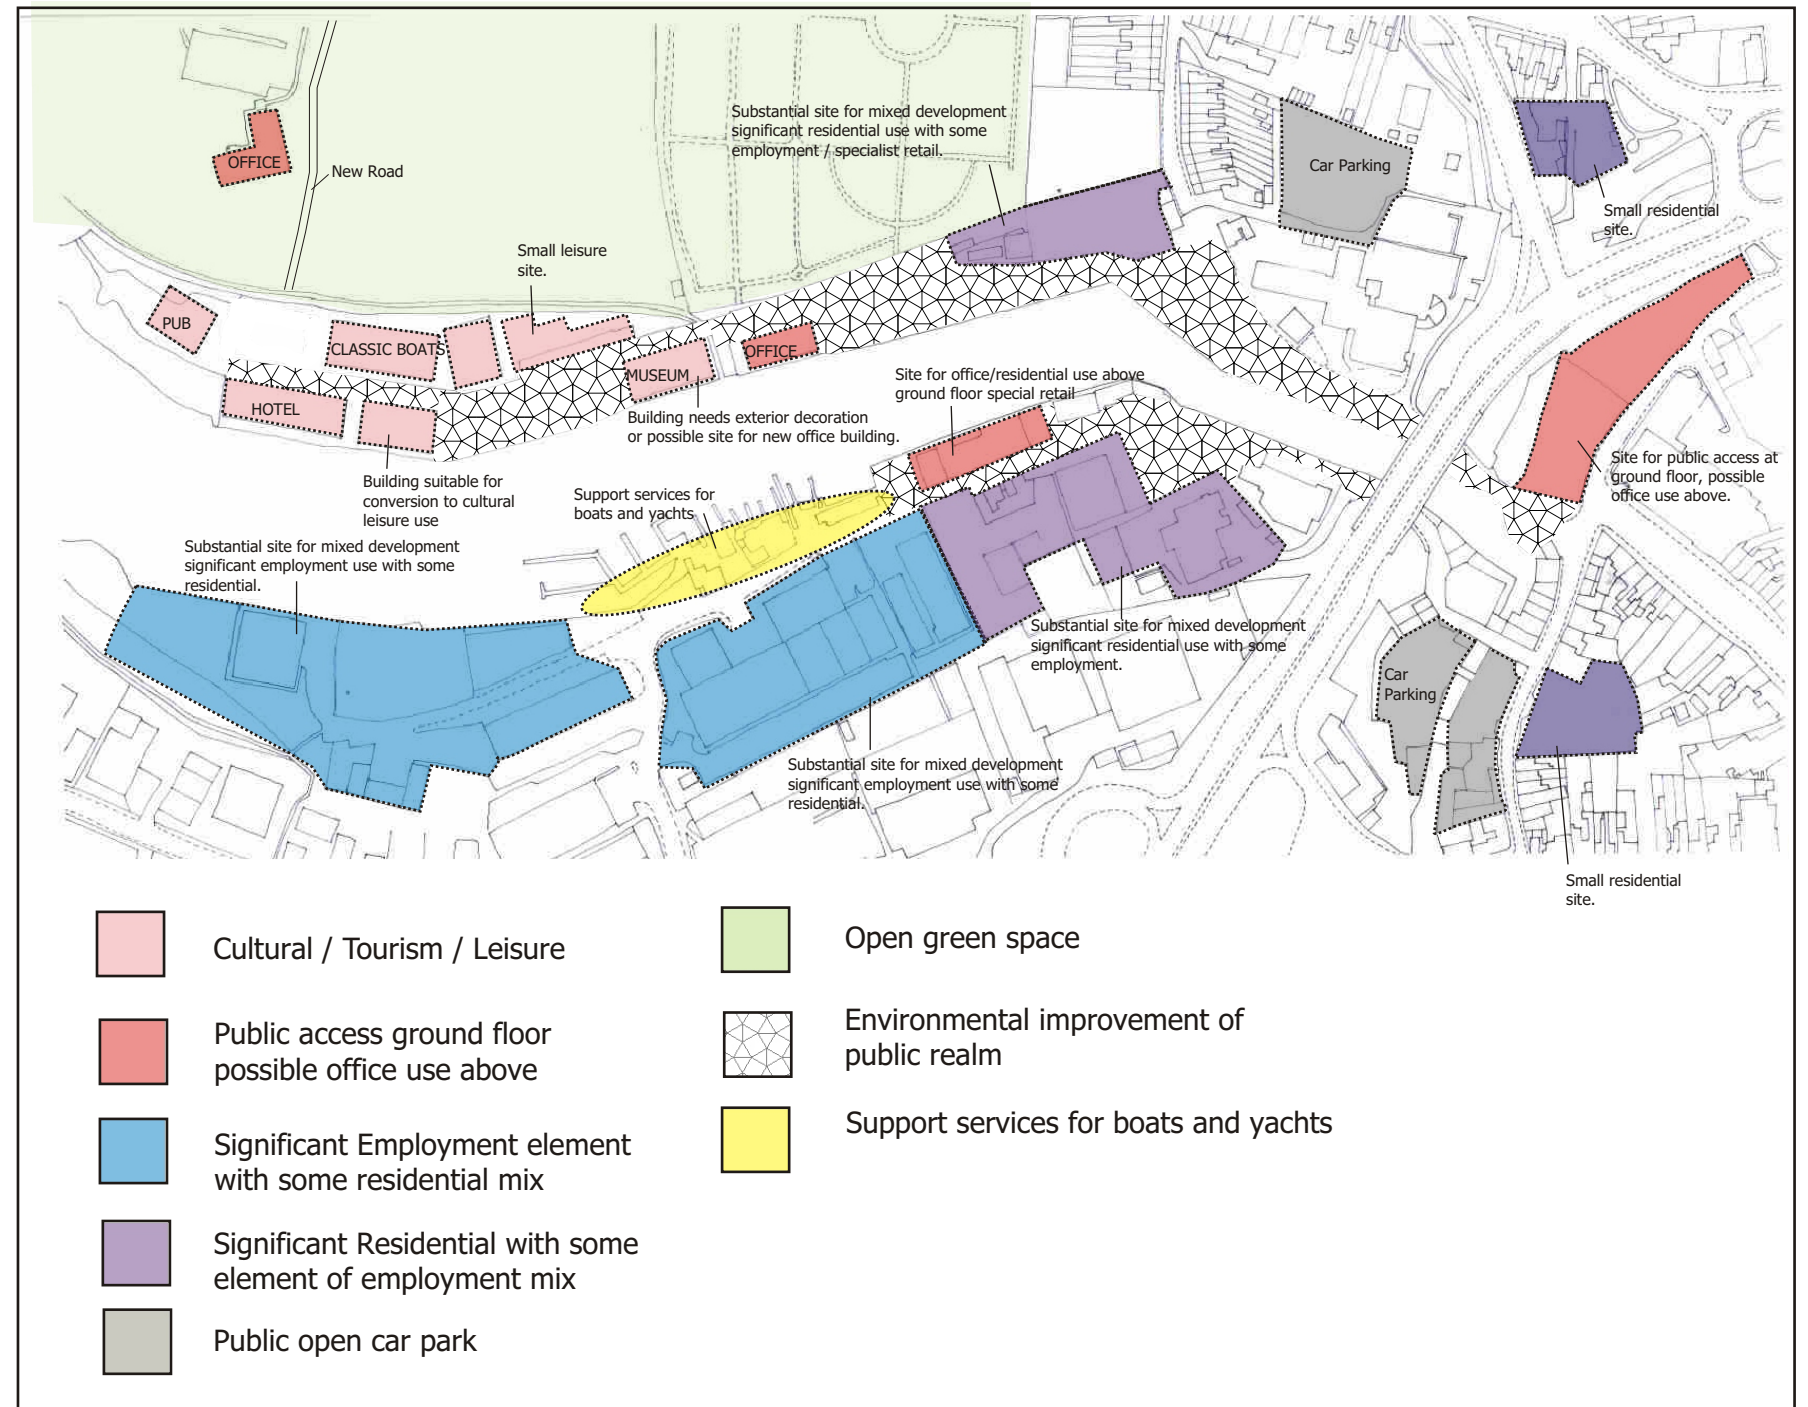 Substantial site for mixed development
significant residential use with some
employment / specialist retail.
OFFICE
New Road
Car Parking
Small residential
site.
Small leisure
site.
PUB
CLASSIC BOATS
OFFICE
MUSEUM
HOTEL
Site for office/residential use above
ground floor special retail
Building needs exterior decoration
or possible site for new office building.
Building suitable for
conversion to cultural
leisure use
Support services for
boats and yachts
Site for public access at
ground floor, possible
office use above.
Substantial site for mixed development
significant employment use with some
residential.
Substantial site for mixed development
significant residential use with some
employment.
Car
Parking
Substantial site for mixed development
significant employment use with some
residential.
Small residential
site.
Cultural / Tourism / Leisure
Public access ground floor
possible office use above
Significant Employment element
with some residential mix
Significant Residential with some
element of employment mix
Public open car park
Open green space
Environmental improvement of
public realm
Support services for boats and yachts